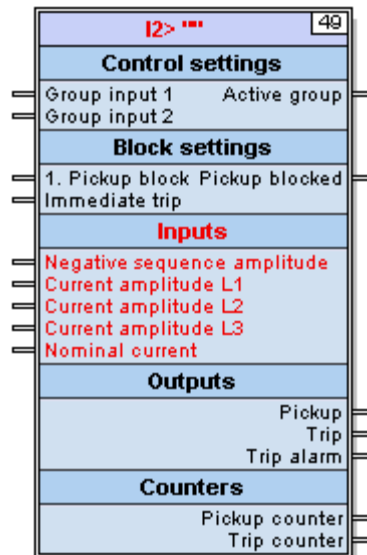 I2> "" 49
Control settings
Group input 1 Active group
Group input 2
Block settings
1. Pickup block Pickup blocked
Immediate trip
Inputs
Negative sequence amplitude
Current amplitude L1
Current amplitude L2
Current amplitude L3
Nominal current
Outputs
Pickup
Trip
Trip alarm
Counters
Pickup counter
Trip counter